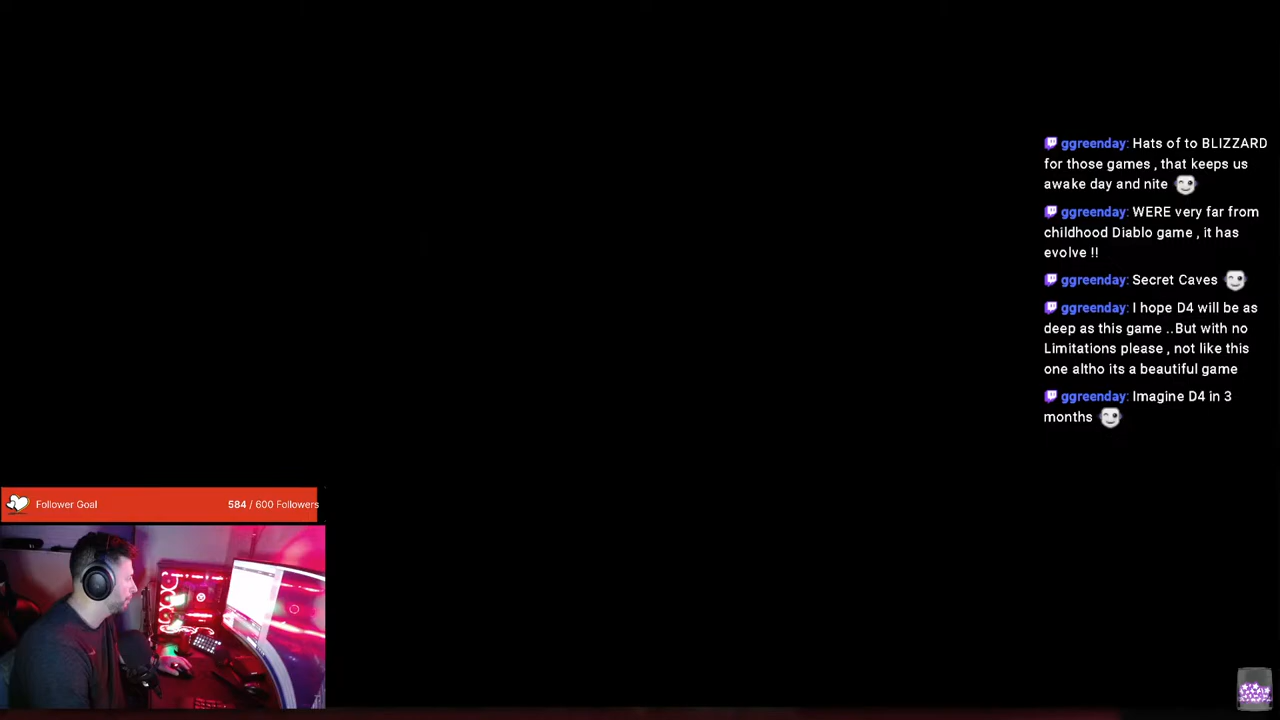 ggreenday: Hats of to BLIZZARD
for those games , that keeps us
awake day and nite
ggreenday: WERE very far from
childhood Diablo game , it has
evolve !!
ggreenday: Secret Caves
ggreenday: I hope D4 will be as
deep as this game ..But with no
Limitations please , not like this
one altho its a beautiful game
ggreenday: Imagine D4 in 3
months
Follower Goal 584 / 600 Followers